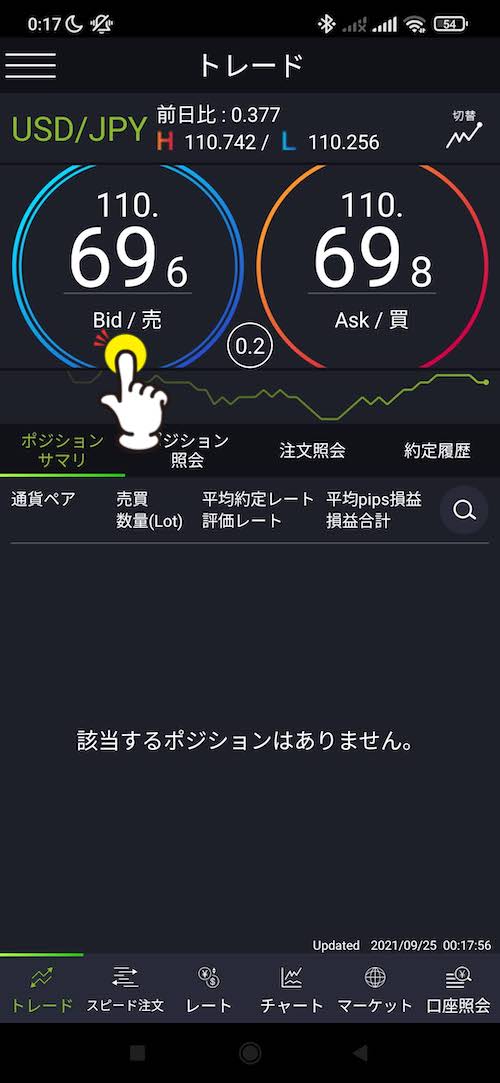 0:17
54
トレード
USD/JPY
前日比 : 0.377
H 110.742 / L 110.256
切替
110.
69 6
Bid / 売
110.
69 8
Ask / 買
0.2
ポジション
サマリ
ジション
照会
注文照会
約定履歴
通貨ペア
売買
数量(Lot)
平均約定レート
評価レート
平均pips損益
損益合計
該当するポジションはありません。
Updated 2021/09/25 00:17:56
トレード
スピード注文
レート
チャート
マーケット
口座照会